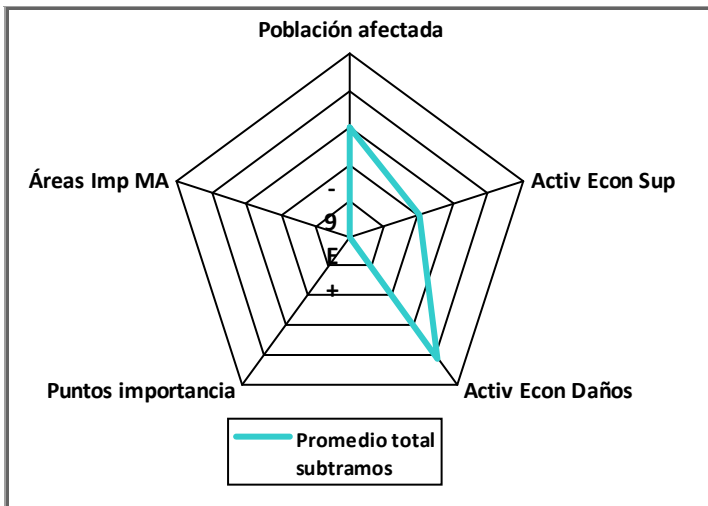 Población afectada
Áreas Imp MA
Activ Econ Sup
-
9
E
+
Puntos importancia
Activ Econ Daños
Promedio total
subtramos